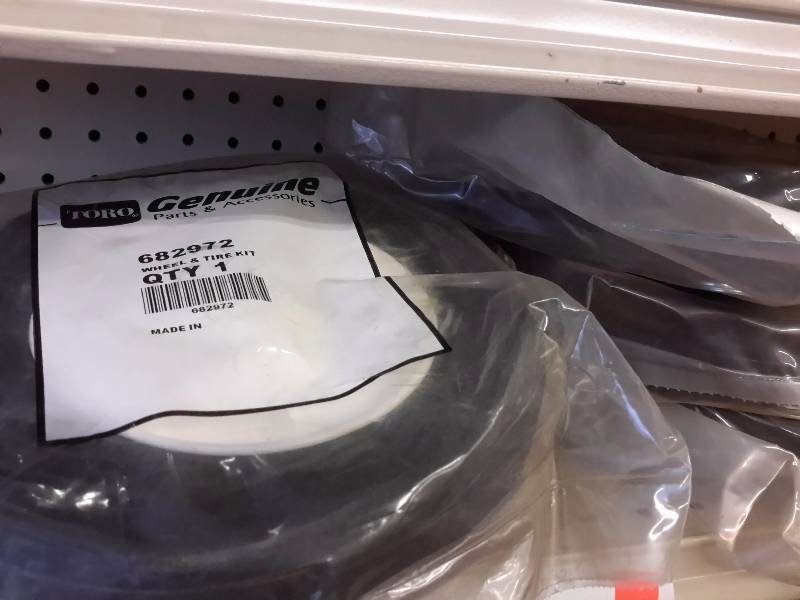 TORO® Genuine
Parts & Accessories
682972
WHEEL & TIRE KIT
QTY 1
682972
MADE IN